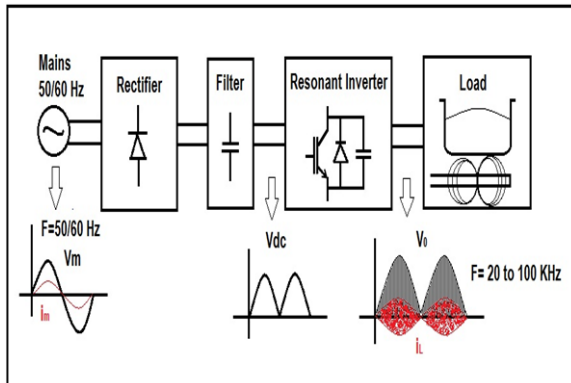 Mains
50/60 Hz
Rectifier
Filter
Resonant Inverter
Load
F=50/60 Hz
Vm
im
Vdc
V0
F= 20 to 100 KHz
iL